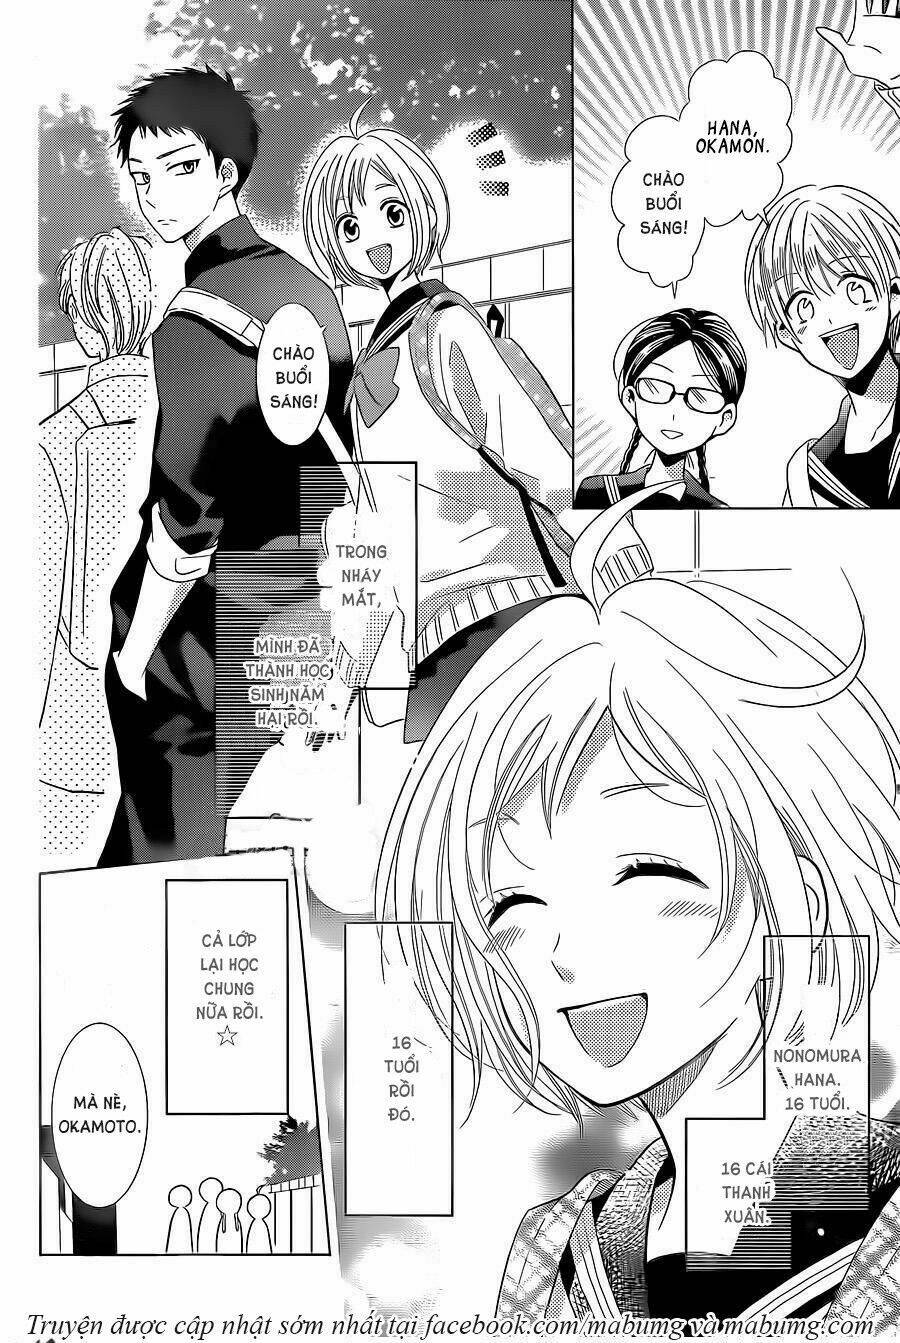 HANA,
OKAMON.
CHÀO
BUỔI
SÁNG!
CHÀO
BUỔI
SÁNG!
TRONG
NHÁY
MẮT,
MÌNH ĐÃ
THÀNH HỌC
SINH NĂM
HAI RỒI.
NONOMURA
HANA.
16 TUỔI.
16 CÁI
THANH
XUÂN.
16
TUỔI
RỒI
ĐÓ.
CẢ LỚP
LẠI HỌC
CHUNG
NỮA RỒI.
☆
MÀ NÈ,
OKAMOTO.
Truyện được cập nhật sớm nhất tại facebook.com/mabumg và mabumg.com